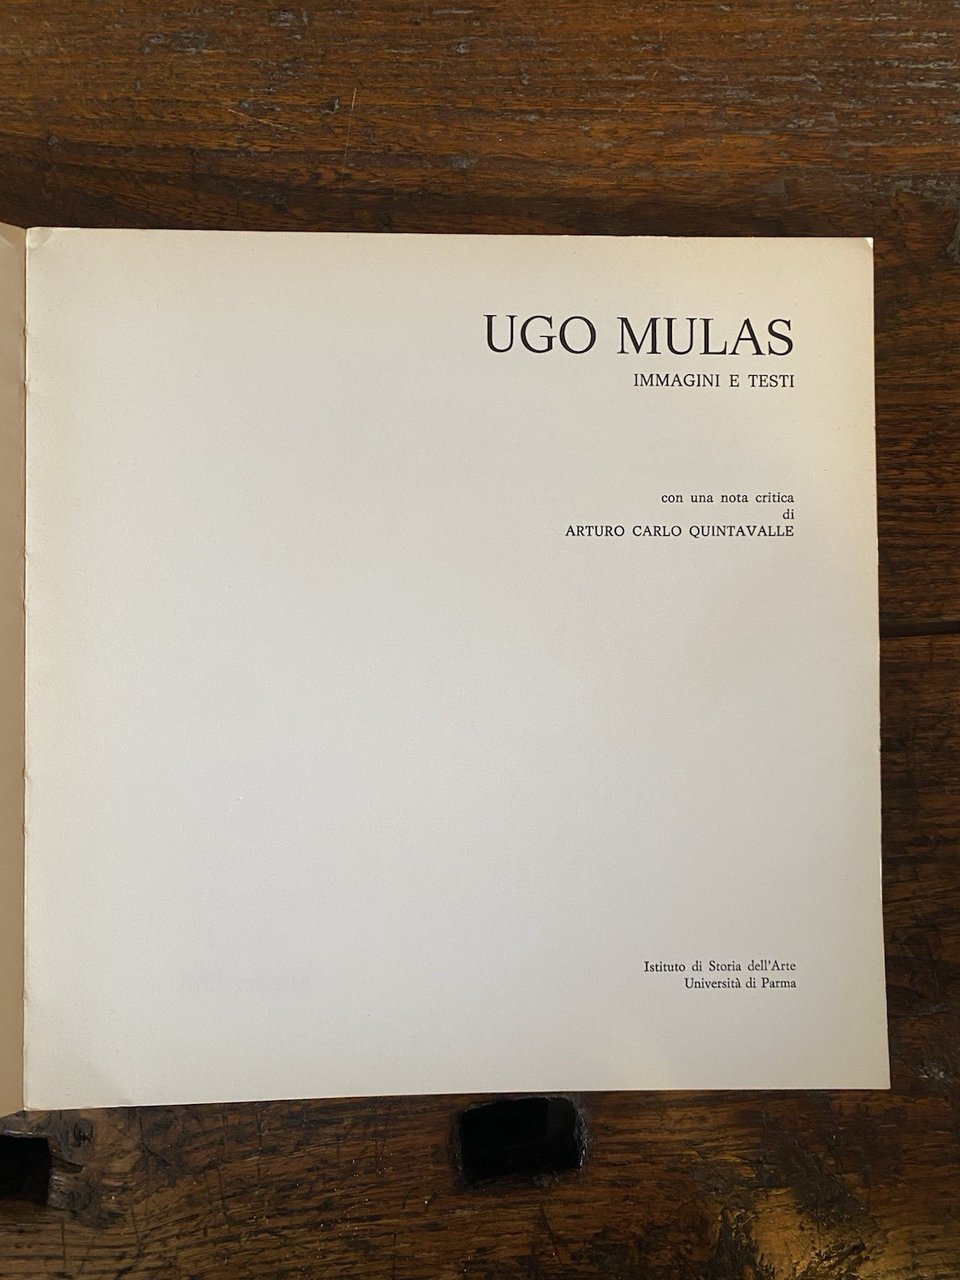 UGO MULAS
IMMAGINI E TESTI
con una nota critica
di
ARTURO CARLO QUINTAVALLE
Istituto di Storia dell'Arte
Università di Parma